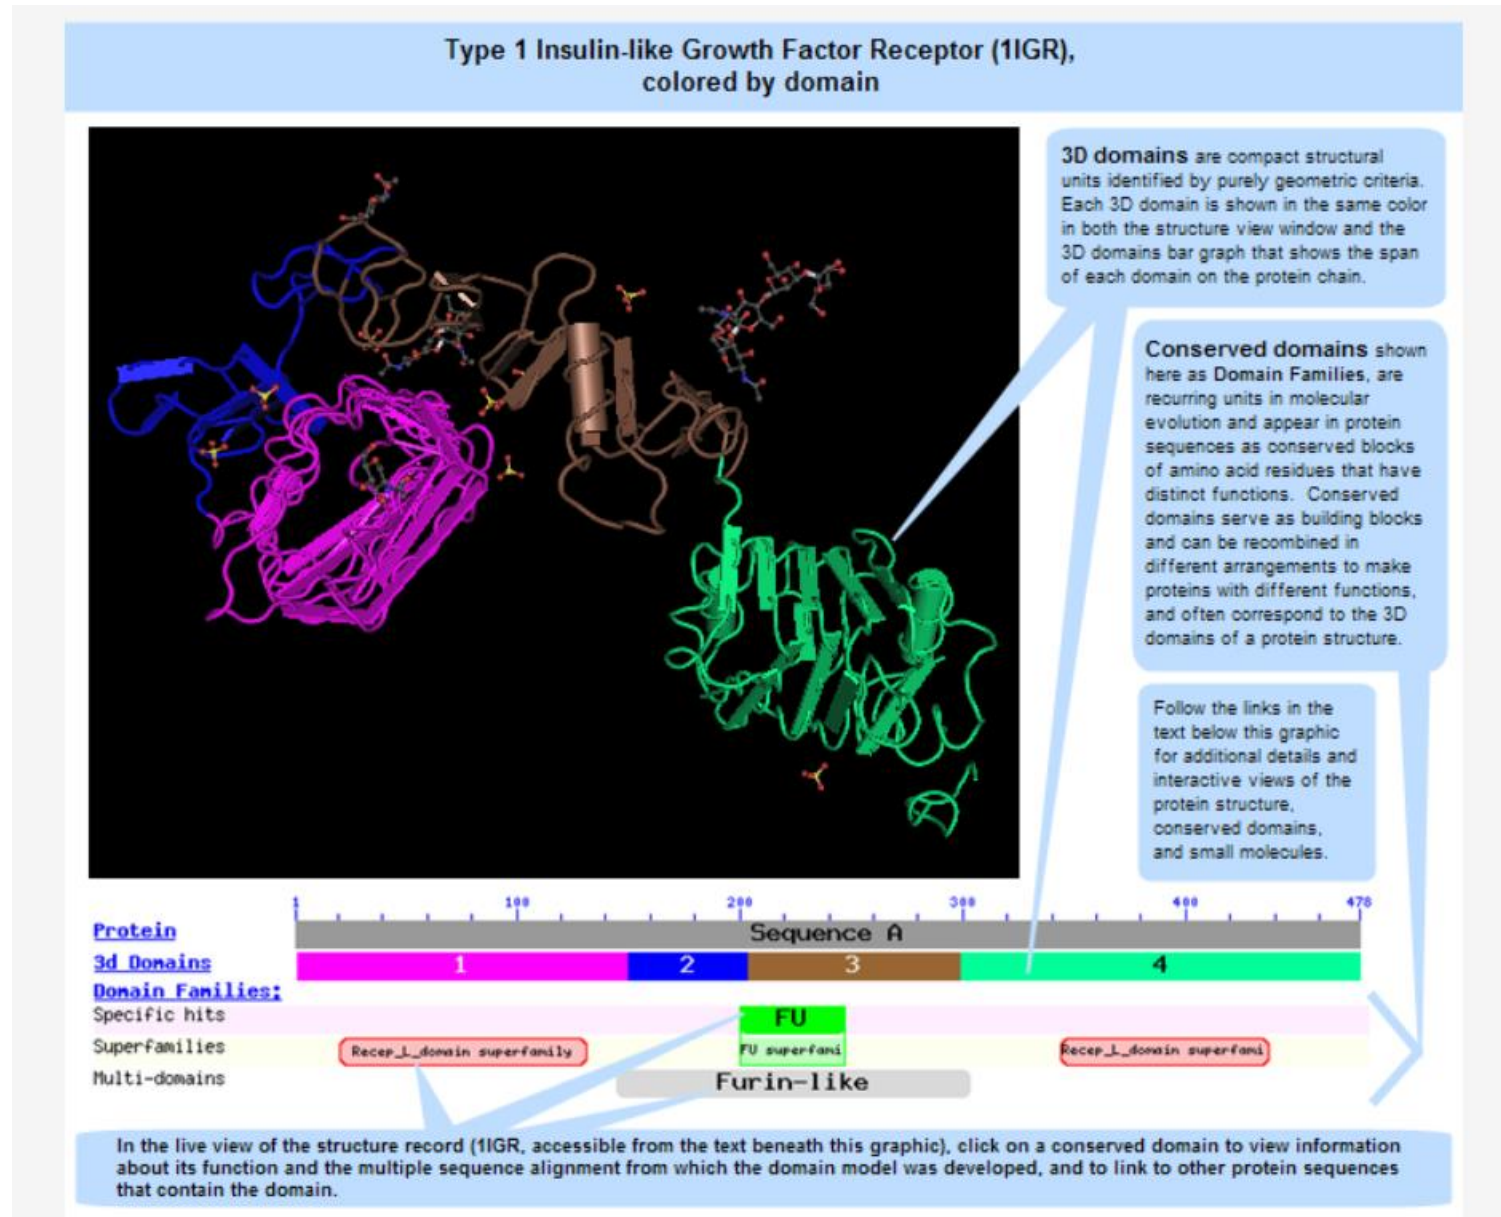 Type 1 Insulin-like Growth Factor Receptor (1IGR),
colored by domain
3D domains are compact structural
units identified by purely geometric criteria.
Each 3D domain is shown in the same color
in both the structure view window and the
3D domains bar graph that shows the span
of each domain on the protein chain.
Conserved domains shown
here as Domain Families, are
recurring units in molecular
evolution and appear in protein
sequences as conserved blocks
of amino acid residues that have
distinct functions. Conserved
domains serve as building blocks
and can be recombined in
different arrangements to make
proteins with different functions,
and often correspond to the 3D
domains of a protein structure.
Follow the links in the
text below this graphic
for additional details and
interactive views of the
protein structure,
conserved domains,
and small molecules.
1 100 200 300 400 478
Protein Sequence A
3d Domains 1 2 3 4
Domain Families:
Specific hits FU
Superfamilies Recep_L_domain superfamily FU superfami Recep_L_domain superfami
Multi-domains Furin-like
In the live view of the structure record (1IGR, accessible from the text beneath this graphic), click on a conserved domain to view information
about its function and the multiple sequence alignment from which the domain model was developed, and to link to other protein sequences
that contain the domain.